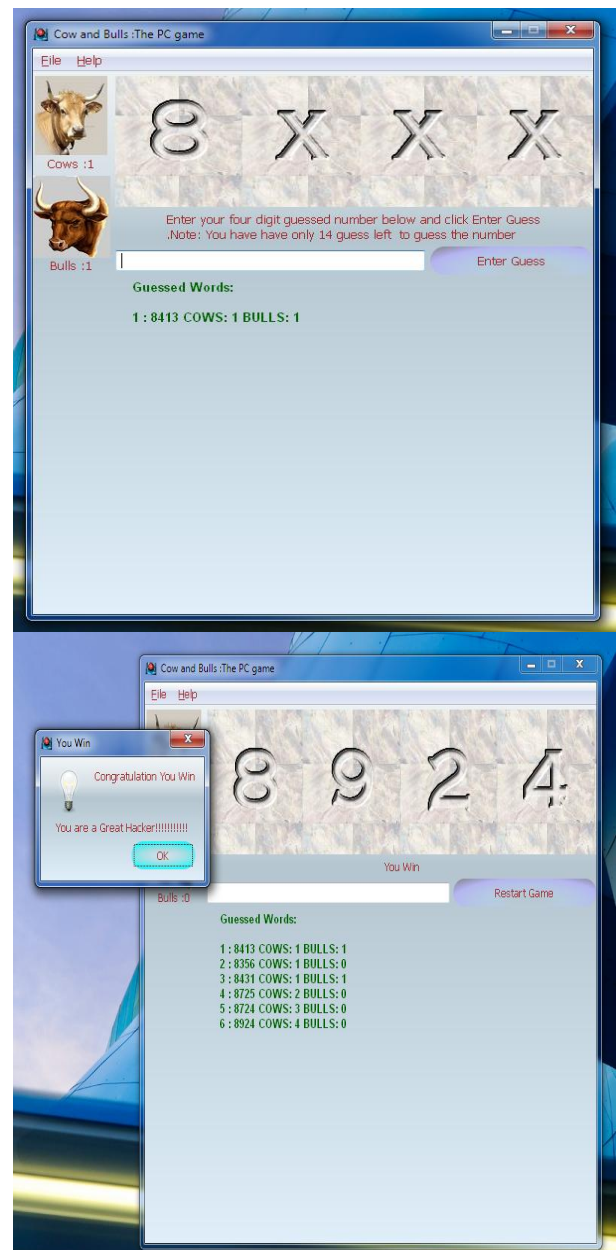 Cow and Bulls :The PC game
File Help
8 X X X
Cows :1
Enter your four digit guessed number below and click Enter Guess
.Note: You have have only 14 guess left to guess the number
Bulls :1
Enter Guess
Guessed Words:
1 : 8413 COWS: 1 BULLS: 1
Cow and Bulls :The PC game
File Help
You Win
Congratulation You Win
You are a Great Hacker!!!!!!!!!!!
OK
8 9 2 4
You Win
Bulls :0
Restart Game
Guessed Words:
1 : 8413 COWS: 1 BULLS: 1
2 : 8356 COWS: 1 BULLS: 0
3 : 8431 COWS: 1 BULLS: 1
4 : 8725 COWS: 2 BULLS: 0
5 : 8724 COWS: 3 BULLS: 0
6 : 8924 COWS: 4 BULLS: 0